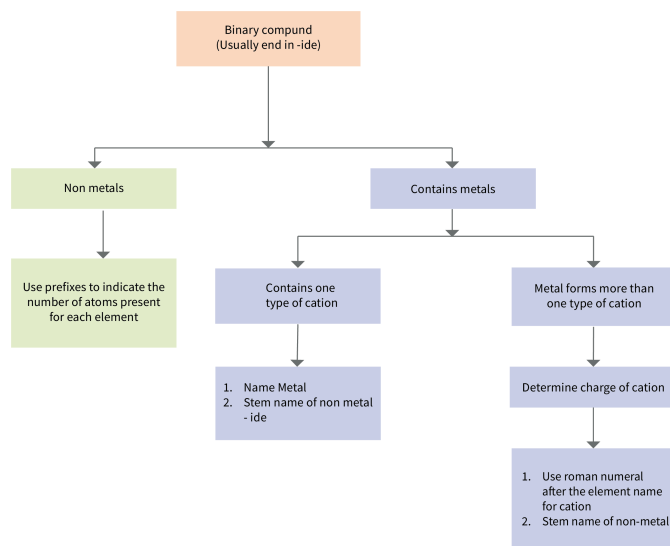 Binary compund
(Usually end in -ide)
Non metals
Contains metals
Use prefixes to indicate the
number of atoms present
for each element
Contains one
type of cation
Metal forms more than
one type of cation
1. Name Metal
2. Stem name of non metal
- ide
Determine charge of cation
1. Use roman numeral
after the element name
for cation
2. Stem name of non-metal